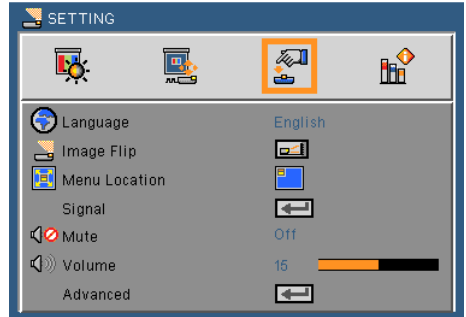 SETTING
Language English
Image Flip
Menu Location
Signal
Mute Off
Volume 15
Advanced